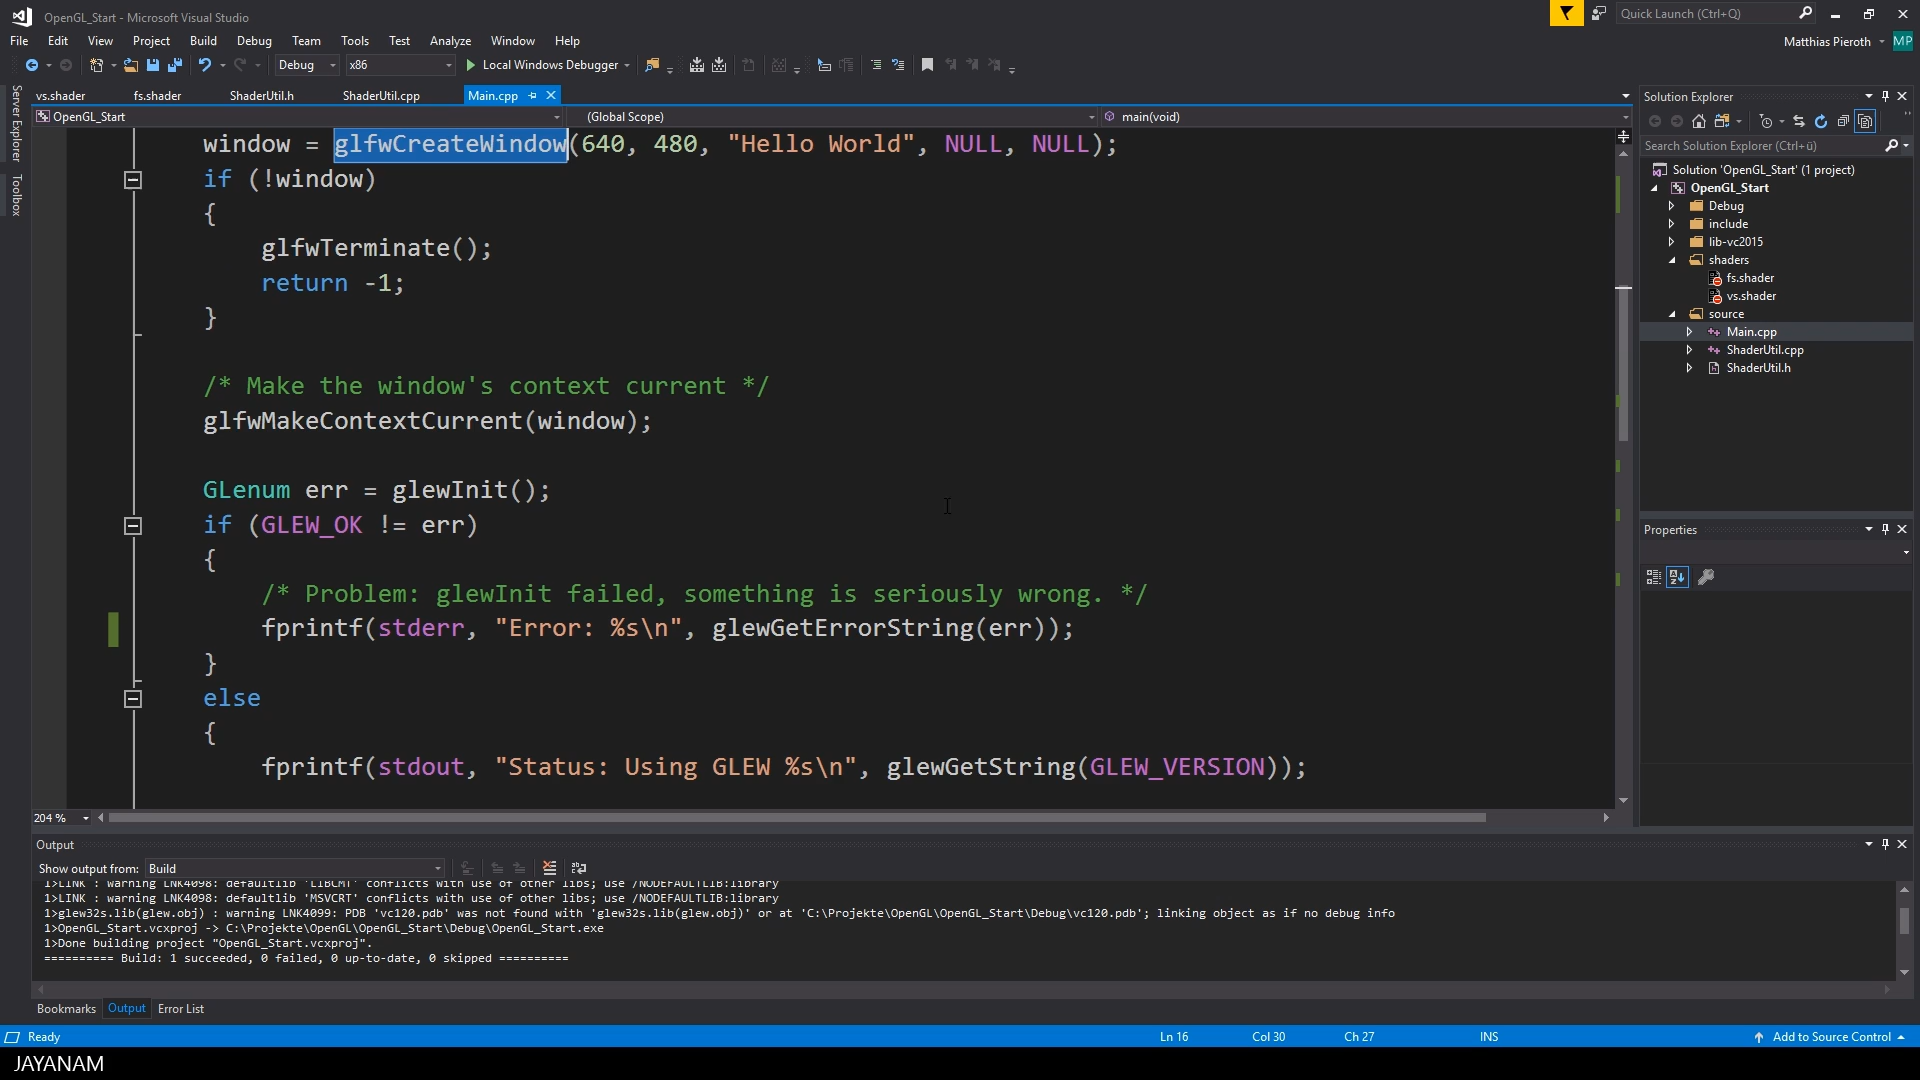 OpenGL_Start - Microsoft Visual Studio
Quick Launch (Ctrl+Q)
File Edit View Project Build Debug Team Tools Test Analyze Window Help
Matthias Pieroth MP
Debug x86 Local Windows Debugger
Server Explorer
Toolbox
vs.shader fs.shader ShaderUtil.h ShaderUtil.cpp Main.cpp
OpenGL_Start (Global Scope) main(void)
window = glfwCreateWindow(640, 480, "Hello World", NULL, NULL);
if (!window)
{
glfwTerminate();
return -1;
}
/* Make the window's context current */
glfwMakeContextCurrent(window);
GLenum err = glewInit();
if (GLEW_OK != err)
{
/* Problem: glewInit failed, something is seriously wrong. */
fprintf(stderr, "Error: %s\n", glewGetErrorString(err));
}
else
{
fprintf(stdout, "Status: Using GLEW %s\n", glewGetString(GLEW_VERSION));
204 %
Solution Explorer
Search Solution Explorer (Ctrl+ü)
Solution 'OpenGL_Start' (1 project)
OpenGL_Start
Debug
include
lib-vc2015
shaders
fs.shader
vs.shader
source
Main.cpp
ShaderUtil.cpp
ShaderUtil.h
Properties
Output
Show output from: Build
1>LINK : warning LNK4098: defaultlib 'LIBCMT' conflicts with use of other libs; use /NODEFAULTLIB:library
1>LINK : warning LNK4098: defaultlib 'MSVCRT' conflicts with use of other libs; use /NODEFAULTLIB:library
1>glew32s.lib(glew.obj) : warning LNK4099: PDB 'vc120.pdb' was not found with 'glew32s.lib(glew.obj)' or at 'C:\Projekte\OpenGL\OpenGL_Start\Debug\vc120.pdb'; linking object as if no debug info
1>OpenGL_Start.vcxproj -> C:\Projekte\OpenGL\OpenGL_Start\Debug\OpenGL_Start.exe
1>Done building project "OpenGL_Start.vcxproj".
========== Build: 1 succeeded, 0 failed, 0 up-to-date, 0 skipped ==========
Bookmarks Output Error List
Ready Ln 16 Col 30 Ch 27 INS Add to Source Control
JAYANAM